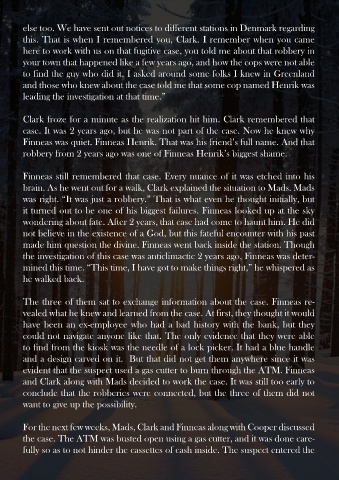 else too. We have sent out notices to different stations in Denmark regarding
this. That is when I remembered you, Clark. I remember when you came
here to work with us on that fugitive case, you told me about that robbery in
your town that happened like a few years ago, and how the cops were not able
to find the guy who did it, I asked around some folks I knew in Greenland
and those who knew about the case told me that some cop named Henrik was
leading the investigation at that time.”
Clark froze for a minute as the realization hit him. Clark remembered that
case. It was 2 years ago, but he was not part of the case. Now he knew why
Finneas was quiet. Finneas Henrik. That was his friend’s full name. And that
robbery from 2 years ago was one of Finneas Henrik’s biggest shame.
Finneas still remembered that case. Every nuance of it was etched into his
brain. As he went out for a walk, Clark explained the situation to Mads. Mads
was right. “It was just a robbery.” That is what even he thought initially, but
it turned out to be one of his biggest failures. Finneas looked up at the sky
wondering about fate. After 2 years, that case had come to haunt him. He did
not believe in the existence of a God, but this fateful encounter with his past
made him question the divine. Finneas went back inside the station. Though
the investigation of this case was anticlimactic 2 years ago, Finneas was deter-
mined this time. “This time, I have got to make things right,” he whispered as
he walked back.
The three of them sat to exchange information about the case. Finneas re-
vealed what he knew and learned from the case. At first, they thought it would
have been an ex-employee who had a bad history with the bank, but they
could not navigate anyone like that. The only evidence that they were able
to find from the kiosk was the needle of a lock picker. It had a blue handle
and a design carved on it. But that did not get them anywhere since it was
evident that the suspect used a gas cutter to burn through the ATM. Finneas
and Clark along with Mads decided to work the case. It was still too early to
conclude that the robberies were connected, but the three of them did not
want to give up the possibility.
For the next few weeks, Mads, Clark and Finneas along with Cooper discussed
the case. The ATM was busted open using a gas cutter, and it was done care-
fully so as to not hinder the cassettes of cash inside. The suspect entered the